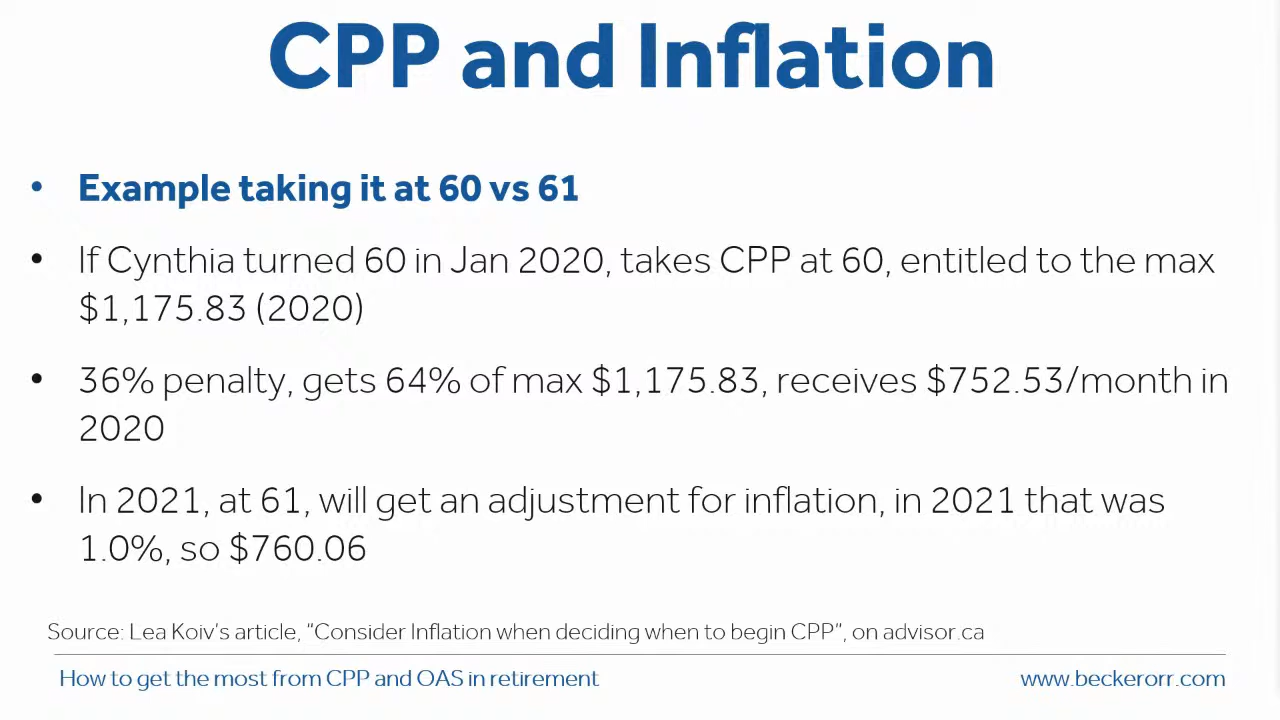 CPP and Inflation
• Example taking it at 60 vs 61
• If Cynthia turned 60 in Jan 2020, takes CPP at 60, entitled to the max
$1,175.83 (2020)
• 36% penalty, gets 64% of max $1,175.83, receives $752.53/month in
2020
• In 2021, at 61, will get an adjustment for inflation, in 2021 that was
1.0%, so $760.06
Source: Lea Koiv's article, "Consider Inflation when deciding when to begin CPP", on advisor.ca
How to get the most from CPP and OAS in retirement
www.beckerorr.com